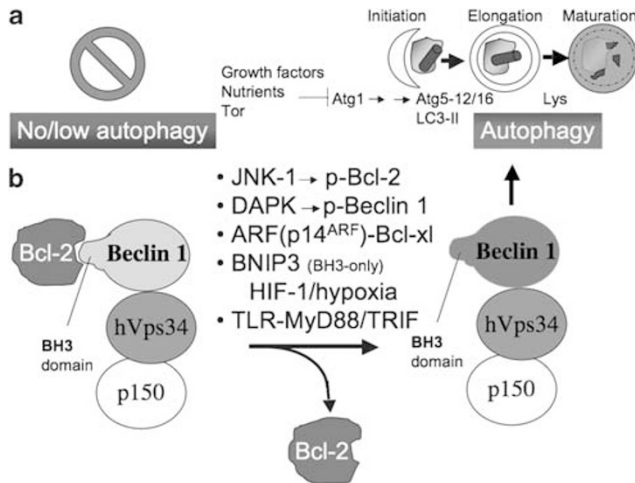 a
Initiation Elongation Maturation
Growth factors
Nutrients
Tor
Atg1 → → Atg5-12/16
LC3-II
Lys
No/low autophagy
Autophagy
b
• JNK-1 → p-Bcl-2
• DAPK → p-Beclin 1
• ARF(p14ARF)-Bcl-xl
• BNIP3 (BH3-only)
HIF-1/hypoxia
• TLR-MyD88/TRIF
Bcl-2
Beclin 1
hVps34
p150
BH3
domain
Bcl-2
Beclin 1
hVps34
p150
BH3
domain